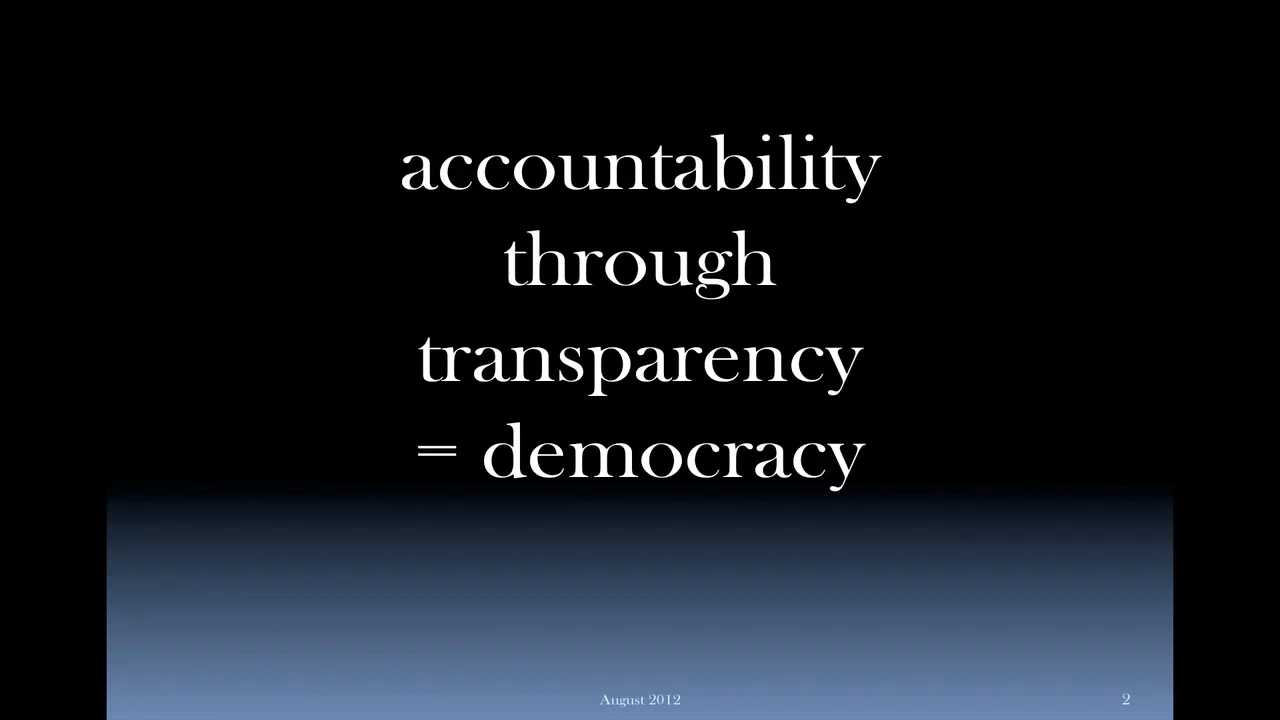 accountability
through
transparency
= democracy
August 2012
2